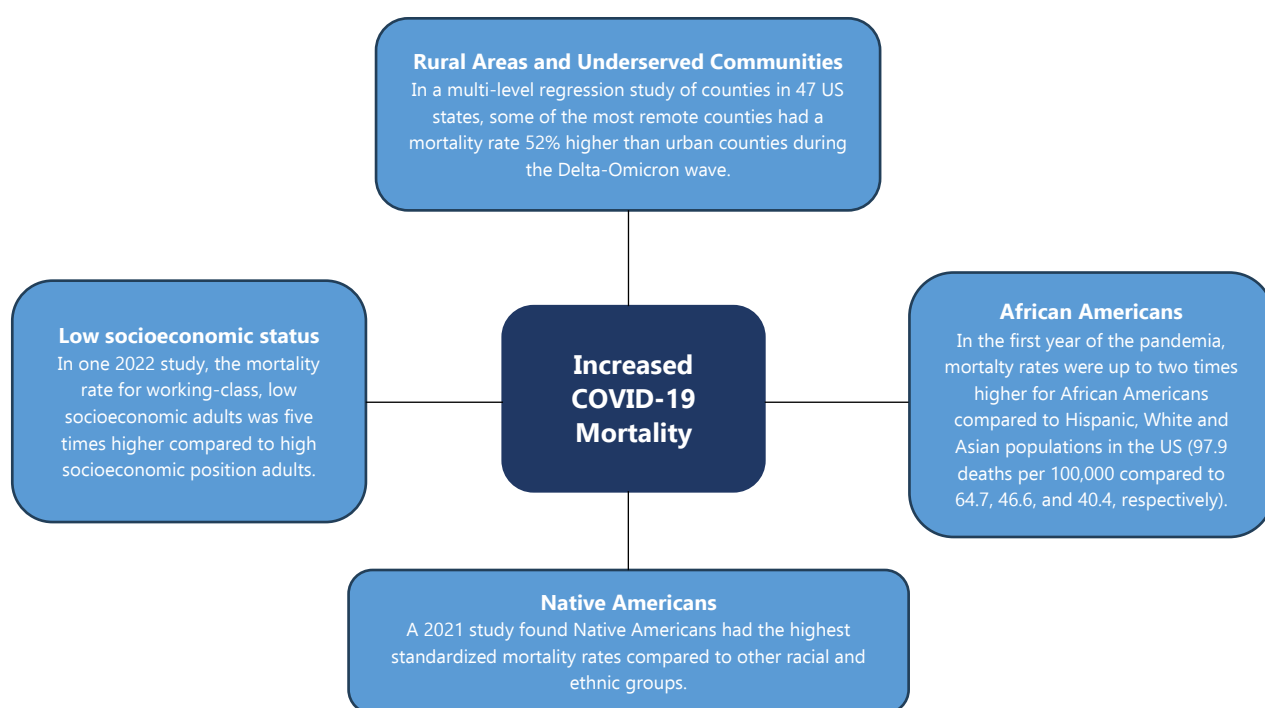 Rural Areas and Underserved Communities
In a multi-level regression study of counties in 47 US
states, some of the most remote counties had a
mortality rate 52% higher than urban counties during
the Delta-Omicron wave.
Low socioeconomic status
In one 2022 study, the mortality
rate for working-class, low
socioeconomic adults was five
times higher compared to high
socioeconomic position adults.
Increased
COVID-19
Mortality
African Americans
In the first year of the pandemia,
mortalty rates were up to two times
higher for African Americans
compared to Hispanic, White and
Asian populations in the US (97.9
deaths per 100,000 compared to
64.7, 46.6, and 40.4, respectively).
Native Americans
A 2021 study found Native Americans had the highest
standardized mortality rates compared to other racial and
ethnic groups.